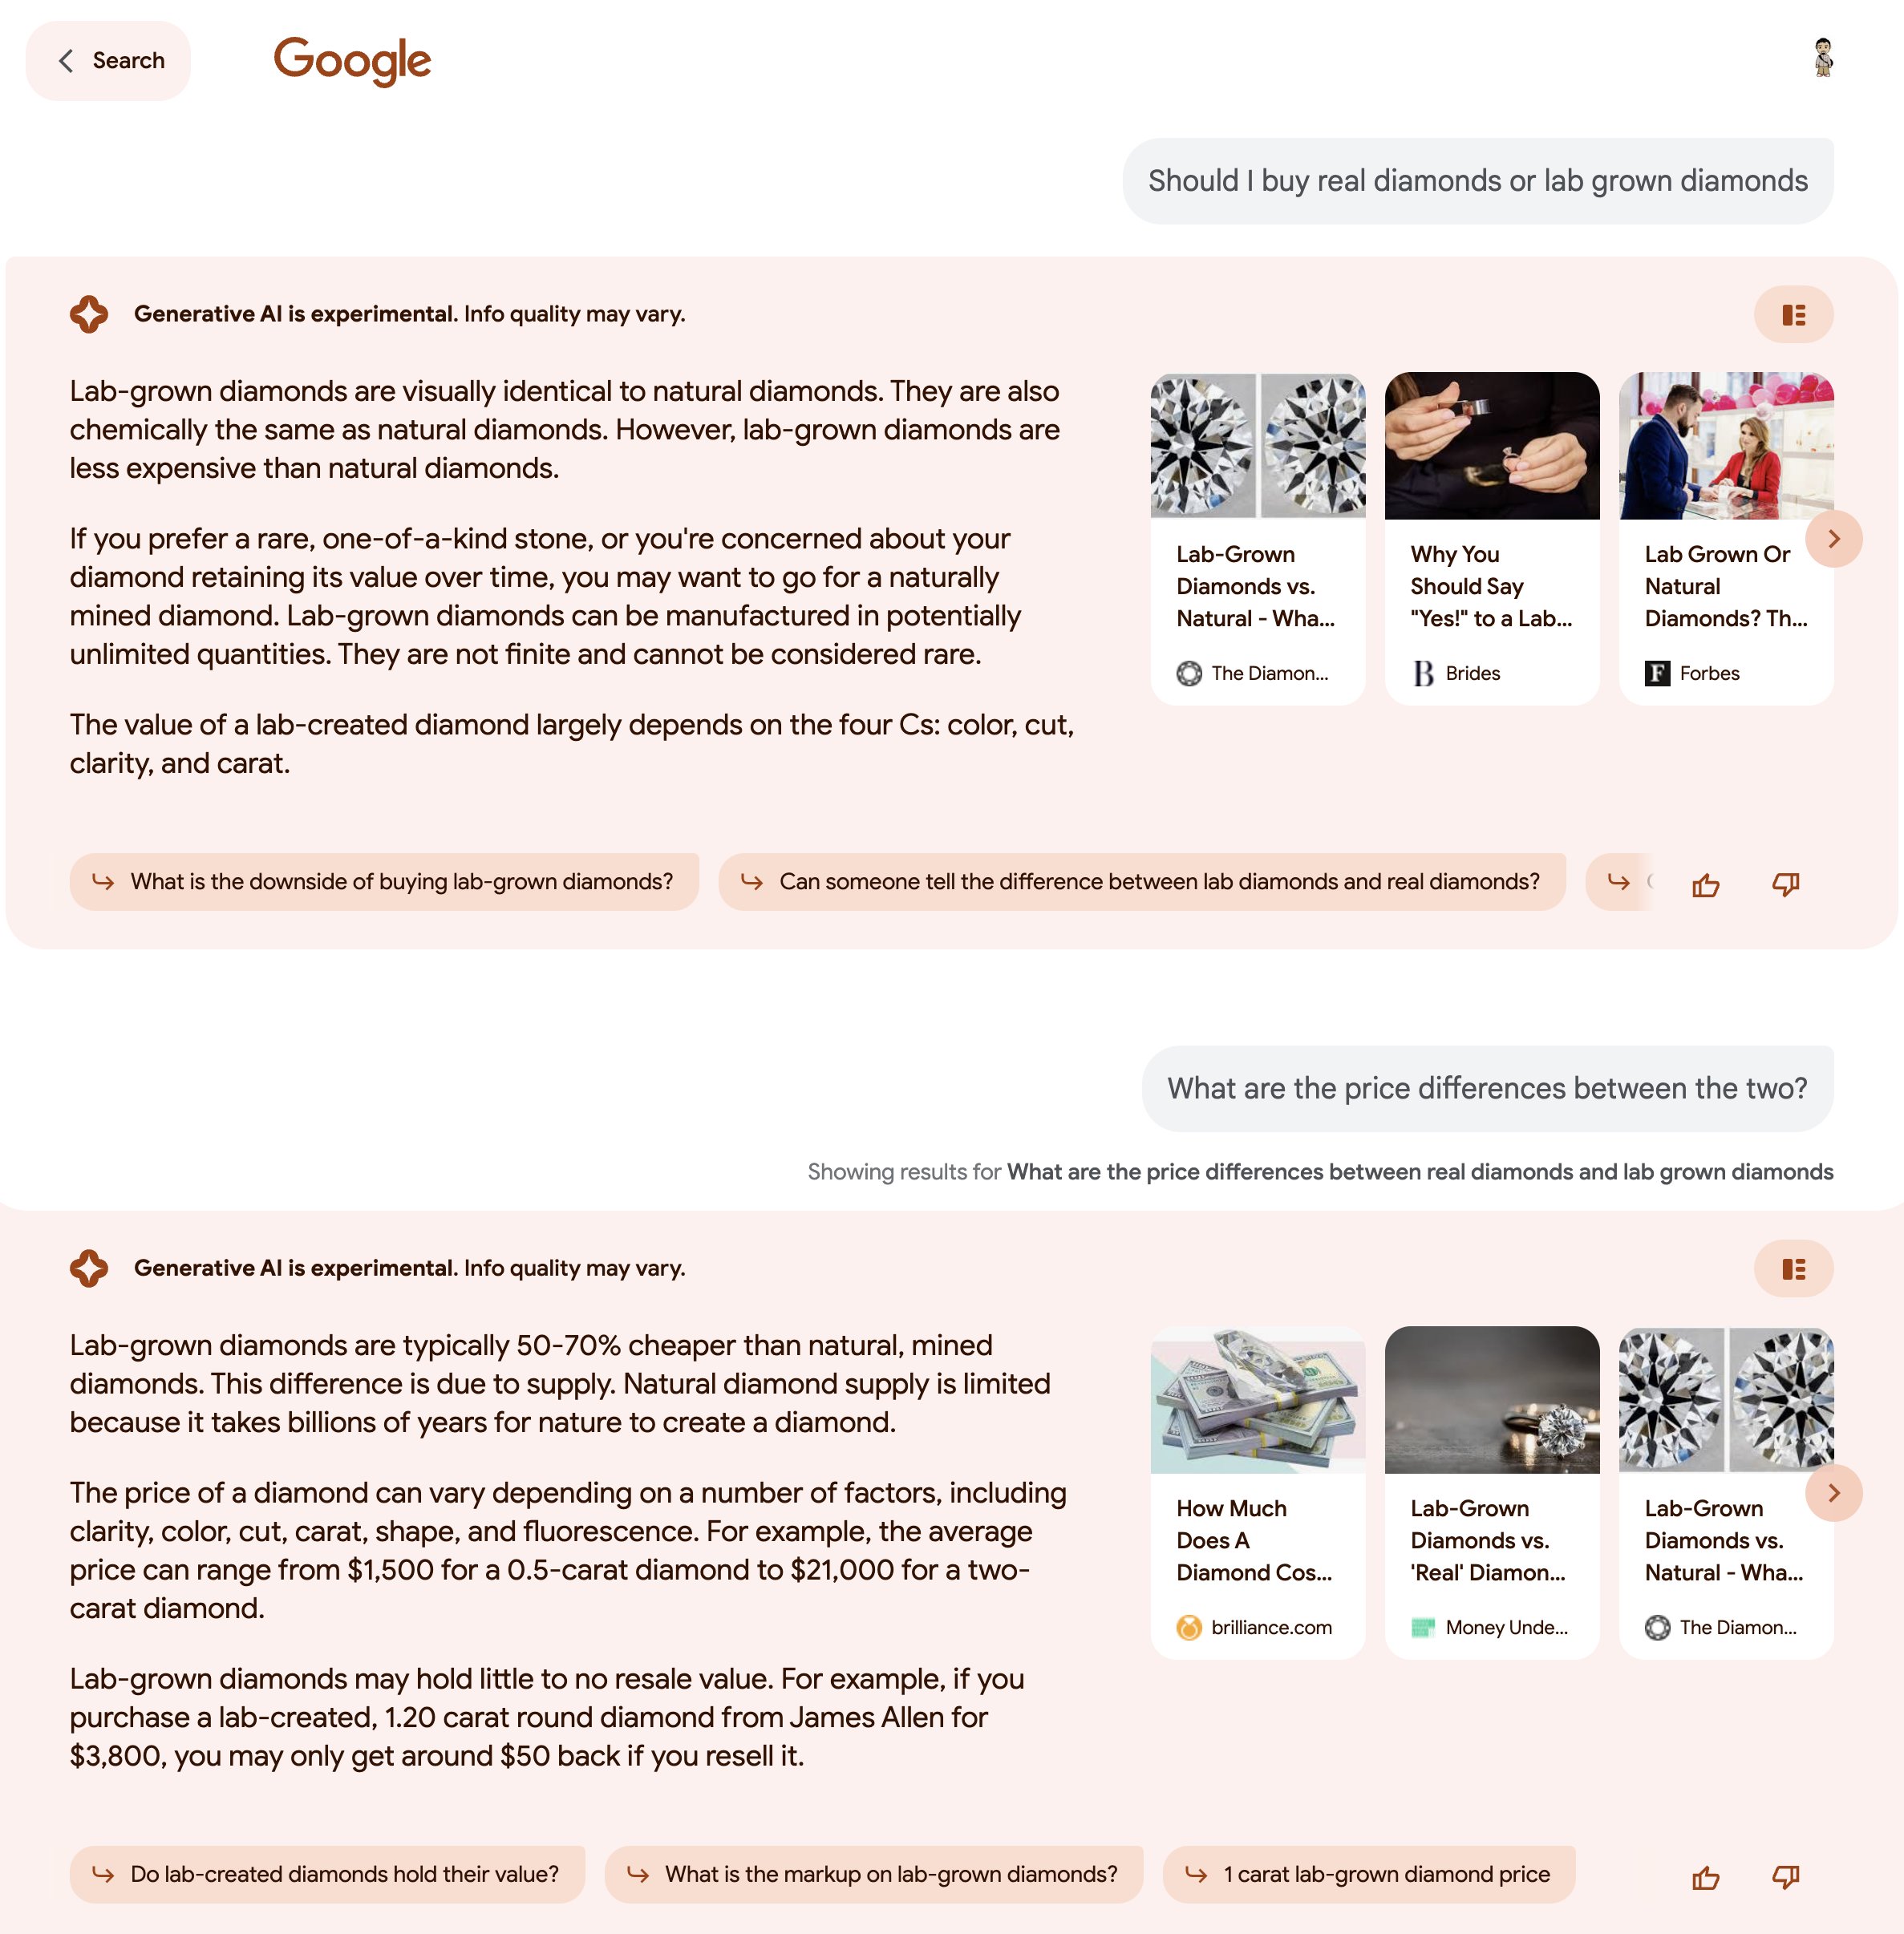 Search
Google
Should I buy real diamonds or lab grown diamonds
Generative AI is experimental. Info quality may vary.
Lab-grown diamonds are visually identical to natural diamonds. They are also
chemically the same as natural diamonds. However, lab-grown diamonds are
less expensive than natural diamonds.
If you prefer a rare, one-of-a-kind stone, or you're concerned about your
diamond retaining its value over time, you may want to go for a naturally
mined diamond. Lab-grown diamonds can be manufactured in potentially
unlimited quantities. They are not finite and cannot be considered rare.
The value of a lab-created diamond largely depends on the four Cs: color, cut,
clarity, and carat.
Lab-Grown
Diamonds vs.
Natural - Wha...
The Diamon...
Why You
Should Say
"Yes!" to a Lab...
B Brides
Lab Grown Or
Natural
Diamonds? Th...
F Forbes
What is the downside of buying lab-grown diamonds?
Can someone tell the difference between lab diamonds and real diamonds?
What are the price differences between the two?
Showing results for What are the price differences between real diamonds and lab grown diamonds
Generative AI is experimental. Info quality may vary.
Lab-grown diamonds are typically 50-70% cheaper than natural, mined
diamonds. This difference is due to supply. Natural diamond supply is limited
because it takes billions of years for nature to create a diamond.
The price of a diamond can vary depending on a number of factors, including
clarity, color, cut, carat, shape, and fluorescence. For example, the average
price can range from $1,500 for a 0.5-carat diamond to $21,000 for a two-
carat diamond.
Lab-grown diamonds may hold little to no resale value. For example, if you
purchase a lab-created, 1.20 carat round diamond from James Allen for
$3,800, you may only get around $50 back if you resell it.
How Much
Does A
Diamond Cos...
brilliance.com
Lab-Grown
Diamonds vs.
'Real' Diamon...
Money Unde...
Lab-Grown
Diamonds vs.
Natural - Wha...
The Diamon...
Do lab-created diamonds hold their value?
What is the markup on lab-grown diamonds?
1 carat lab-grown diamond price